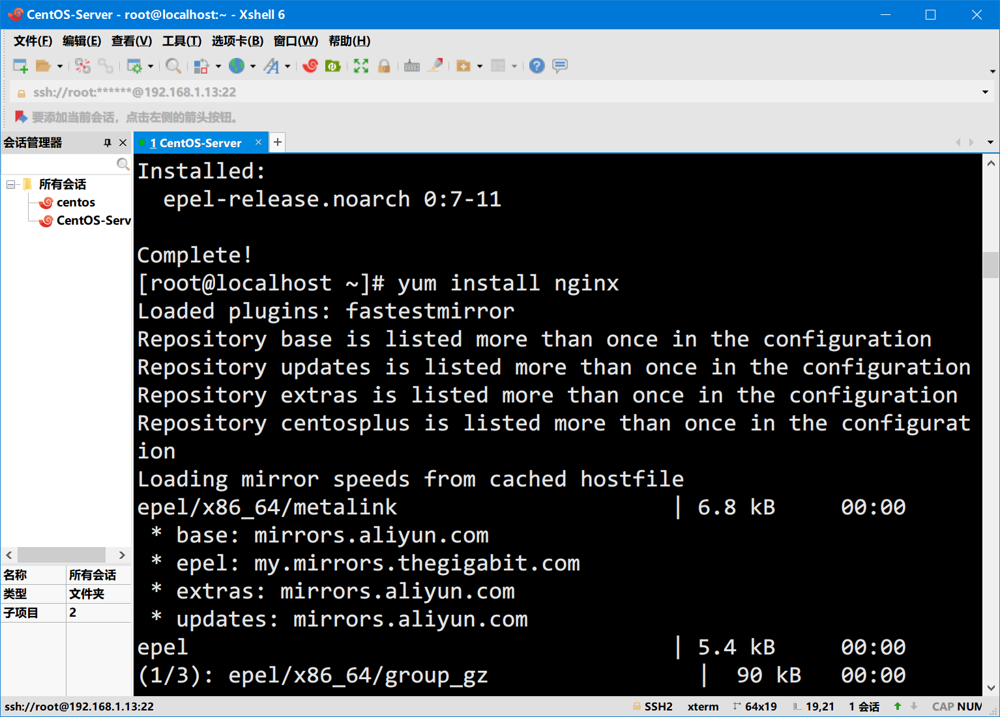 CentOS-Server - root@localhost:~ - Xshell 6
文件(F) 编辑(E) 查看(V) 工具(T) 选项卡(B) 窗口(W) 帮助(H)
ssh://root:******@192.168.1.13:22
要添加当前会话，点击左侧的箭头按钮。
会话管理器
1 CentOS-Server
所有会话
centos
CentOS-Serv
名称 所有会话
类型 文件夹
子项目 2
Installed:
  epel-release.noarch 0:7-11
Complete!
[root@localhost ~]# yum install nginx
Loaded plugins: fastestmirror
Repository base is listed more than once in the configuration
Repository updates is listed more than once in the configuration
Repository extras is listed more than once in the configuration
Repository centosplus is listed more than once in the configurat
ion
Loading mirror speeds from cached hostfile
epel/x86_64/metalink | 6.8 kB 00:00
 * base: mirrors.aliyun.com
 * epel: my.mirrors.thegigabit.com
 * extras: mirrors.aliyun.com
 * updates: mirrors.aliyun.com
epel | 5.4 kB 00:00
(1/3): epel/x86_64/group_gz | 90 kB 00:00
ssh://root@192.168.1.13:22 SSH2 xterm 64x19 19,21 1 会话 CAP NUM